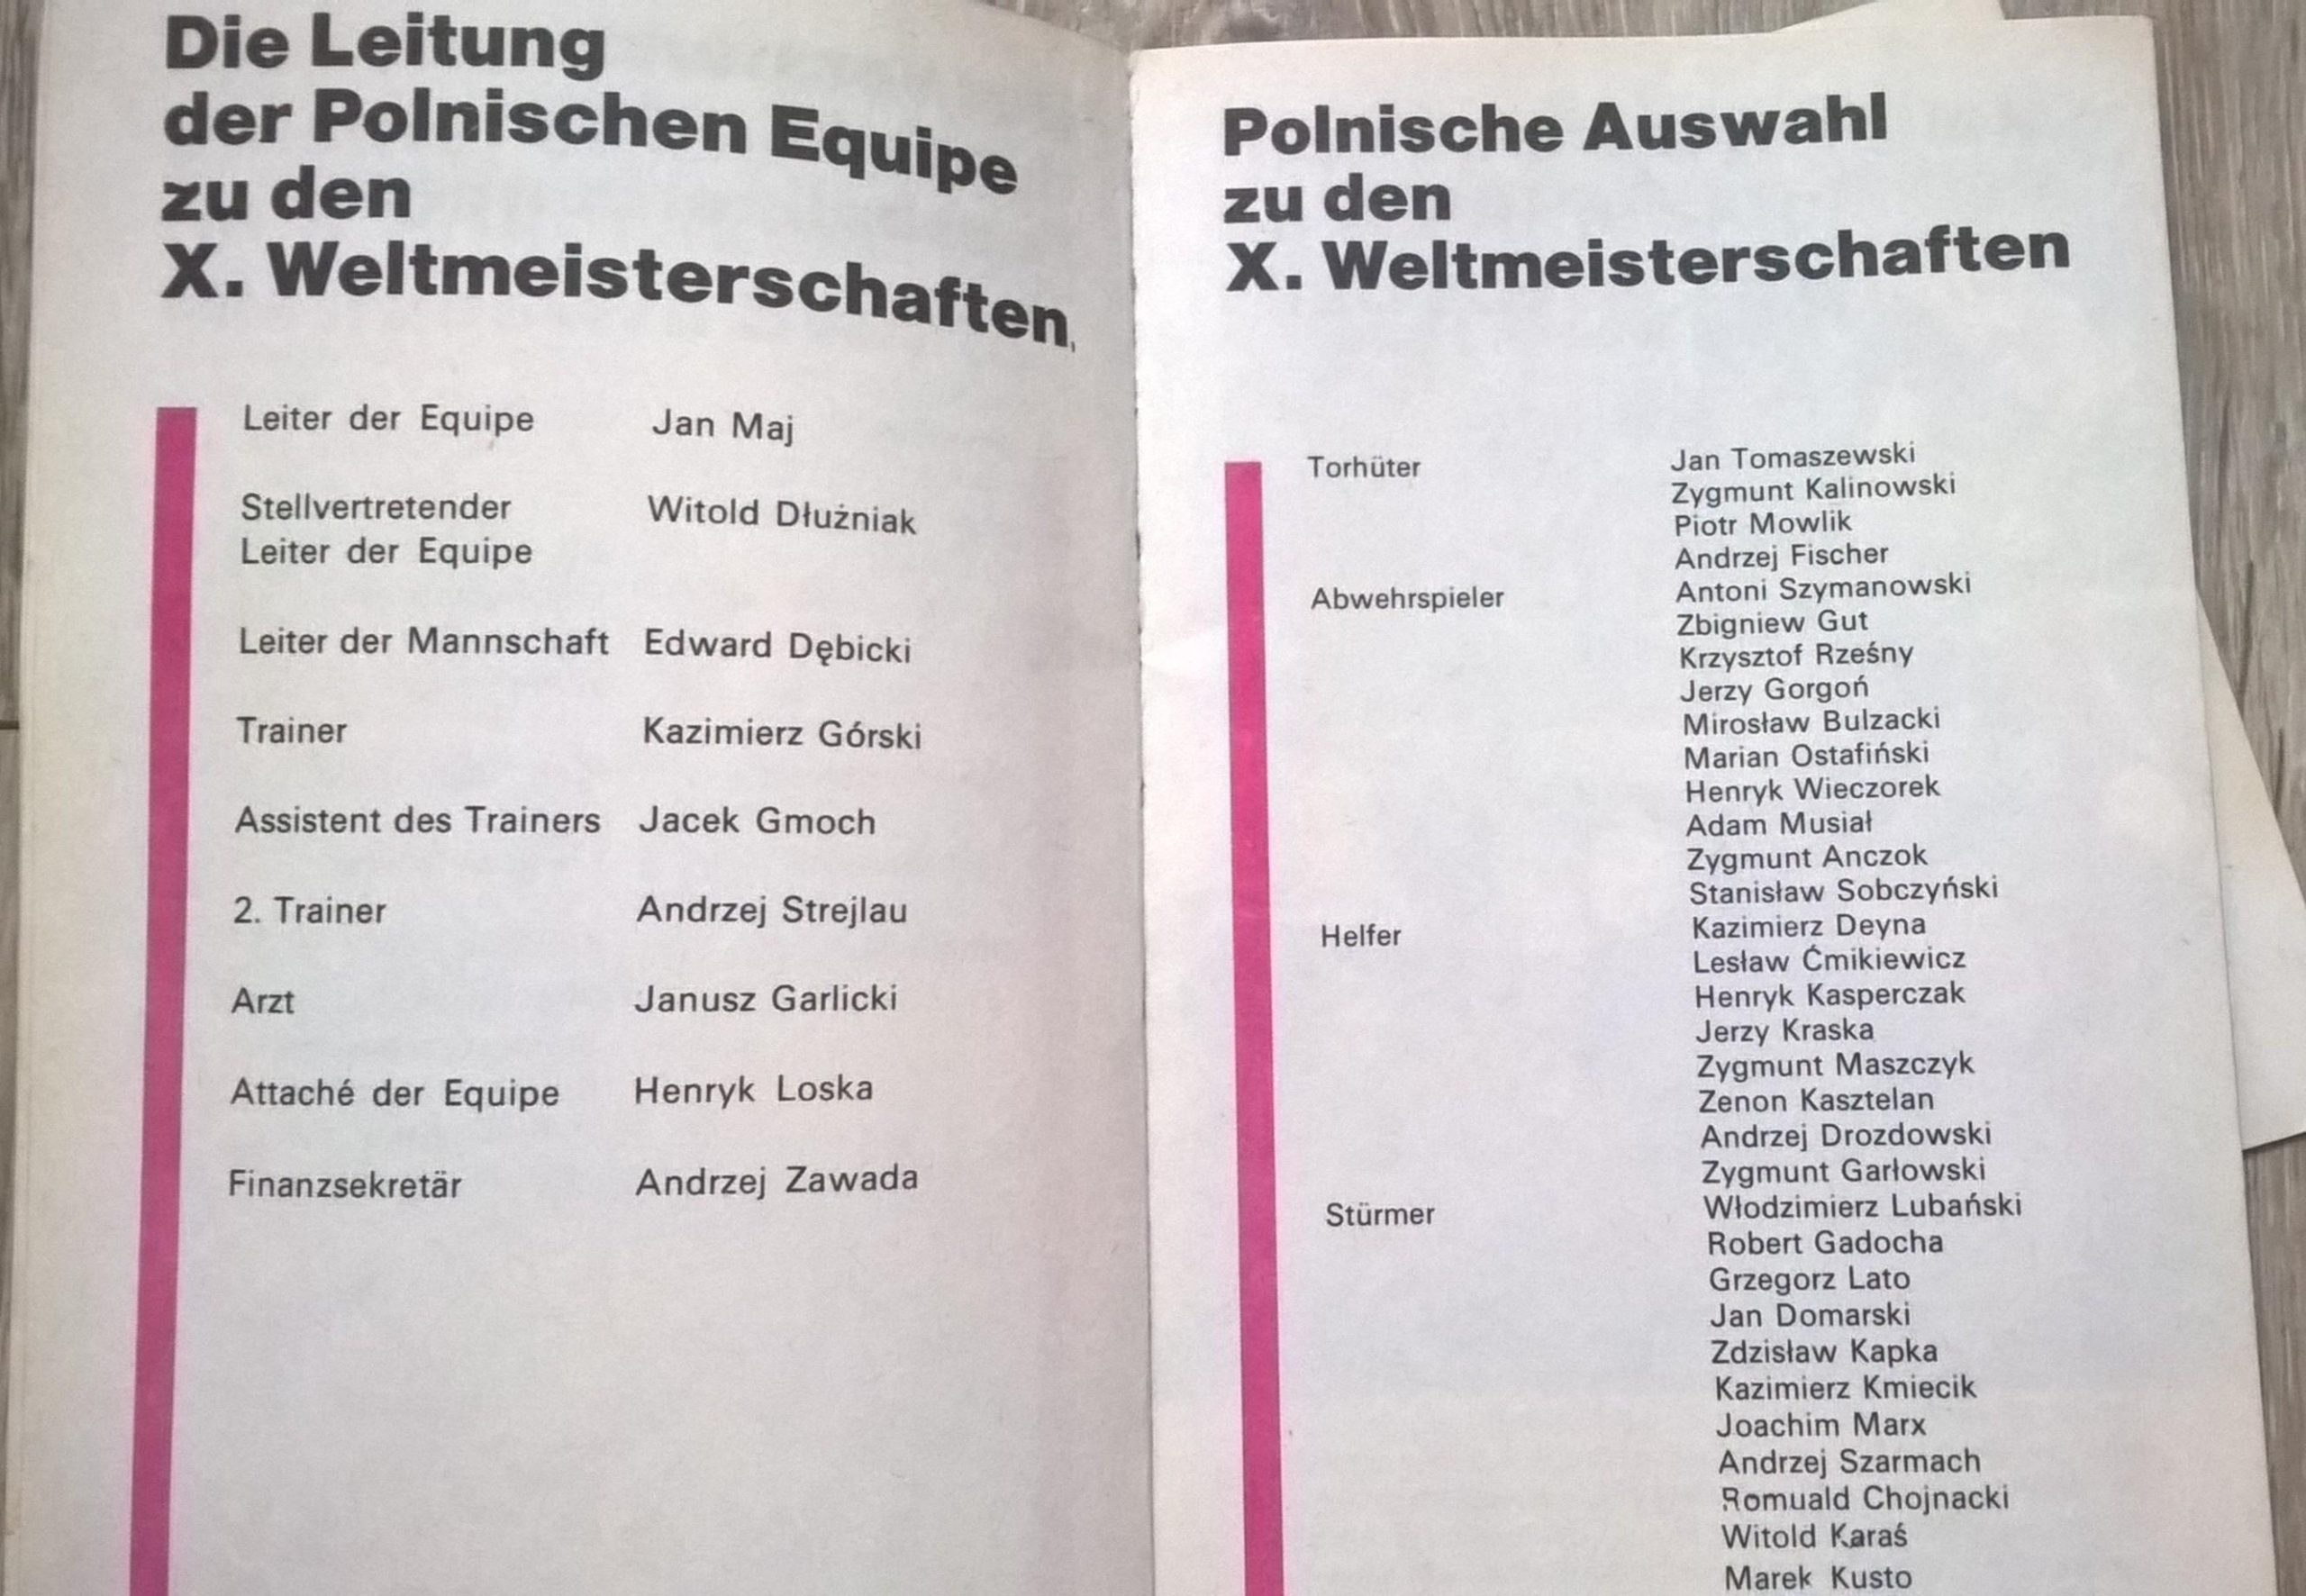 Die Leitung
der Polnischen Equipe
zu den
X. Weltmeisterschaften
Leiter der Equipe Jan Maj
Stellvertretender Witold Dłużniak
Leiter der Equipe
Leiter der Mannschaft Edward Dębicki
Trainer Kazimierz Górski
Assistent des Trainers Jacek Gmoch
2. Trainer Andrzej Strejlau
Arzt Janusz Garlicki
Attaché der Equipe Henryk Loska
Finanzsekretär Andrzej Zawada
Polnische Auswahl
zu den
X. Weltmeisterschaften
Torhüter Jan Tomaszewski
Zygmunt Kalinowski
Piotr Mowlik
Andrzej Fischer
Abwehrspieler Antoni Szymanowski
Zbigniew Gut
Krzysztof Rześny
Jerzy Gorgoń
Mirosław Bulzacki
Marian Ostafiński
Henryk Wieczorek
Adam Musiał
Zygmunt Anczok
Stanisław Sobczyński
Helfer Kazimierz Deyna
Lesław Ćmikiewicz
Henryk Kasperczak
Jerzy Kraska
Zygmunt Maszczyk
Zenon Kasztelan
Andrzej Drozdowski
Zygmunt Garłowski
Stürmer Włodzimierz Lubański
Robert Gadocha
Grzegorz Lato
Jan Domarski
Zdzisław Kapka
Kazimierz Kmiecik
Joachim Marx
Andrzej Szarmach
Romuald Chojnacki
Witold Karaś
Marek Kusto